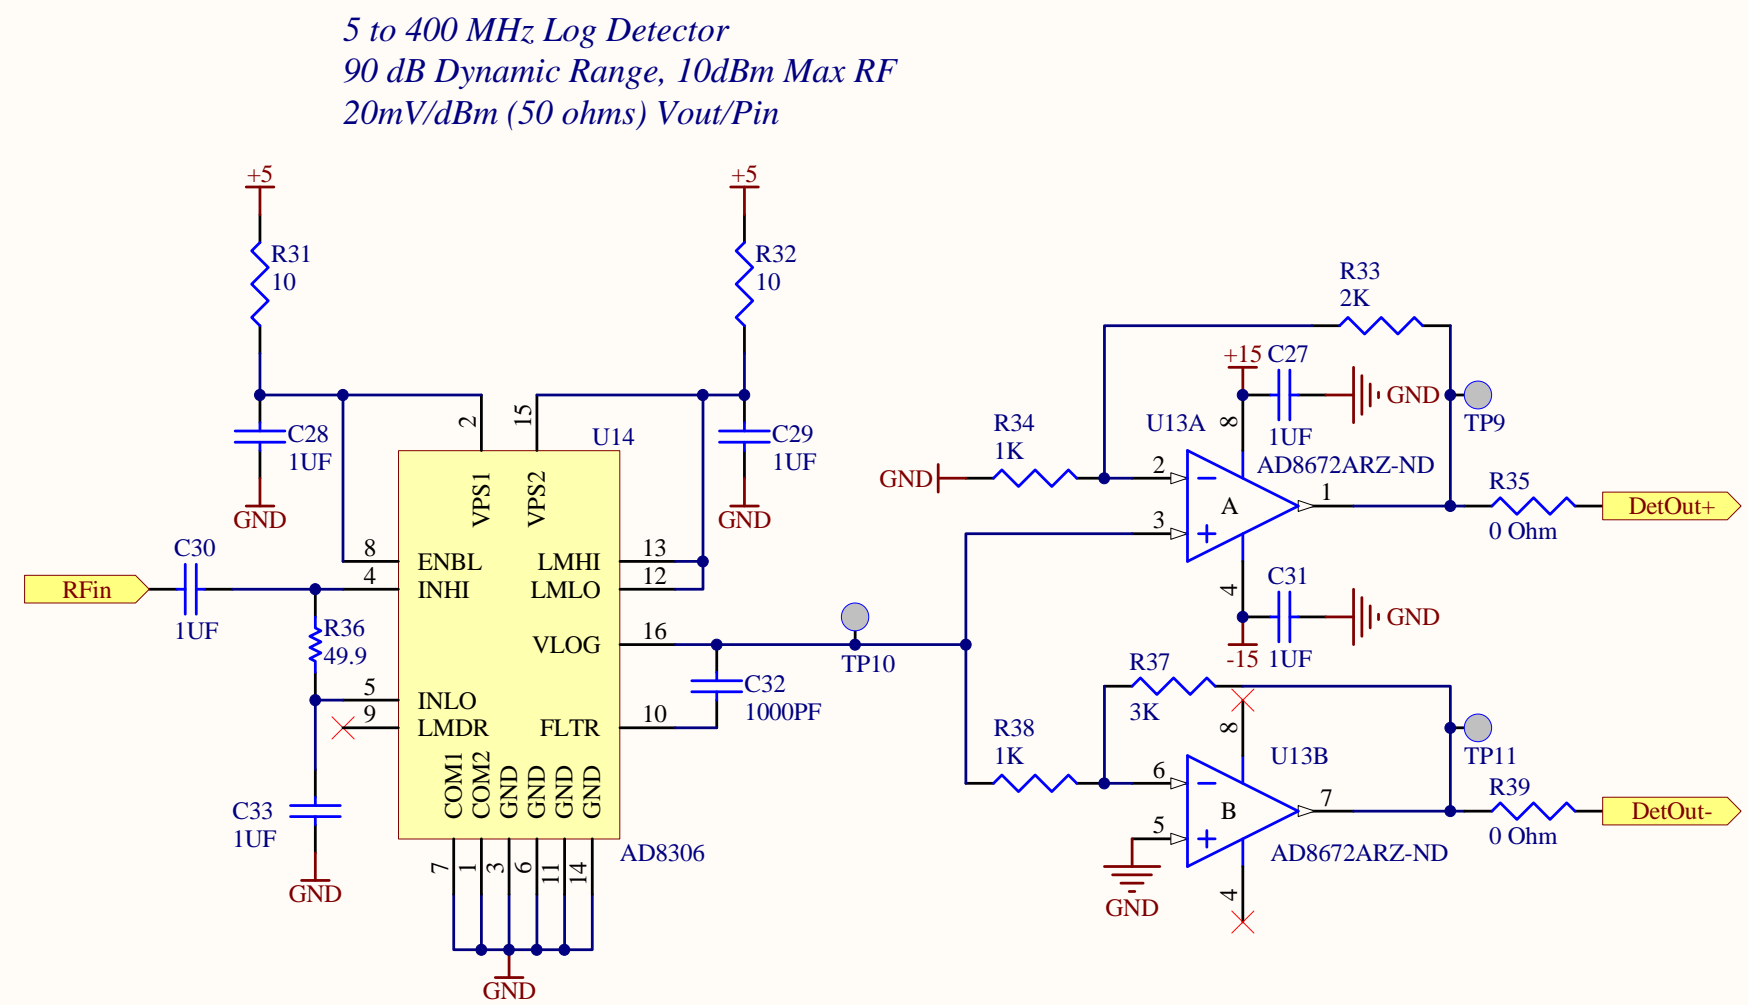 5 to 400 MHz Log Detector
90 dB Dynamic Range, 10dBm Max RF
20mV/dBm (50 ohms) Vout/Pin
+5
+5
R31
10
R32
10
R33
2K
+15
C27
GND
1UF
TP9
2
15
U14
C28
1UF
C29
1UF
GND
GND
VPS1
VPS2
R34
1K
GND
U13A
8
AD8672ARZ-ND
2
3
A
1
R35
0 Ohm
DetOut+
C30
1UF
RFin
8
ENBL
4
INHI
LMHI
13
LMLO
12
4
C31
GND
-15
1UF
R36
49.9
VLOG
16
TP10
C32
1000PF
5
INLO
9
LMDR
FLTR
10
R37
3K
R38
1K
8
U13B
TP11
6
5
B
7
R39
0 Ohm
DetOut-
AD8672ARZ-ND
4
GND
C33
1UF
GND
COM1
COM2
GND
GND
GND
GND
AD8306
7
1
3
6
11
14
GND